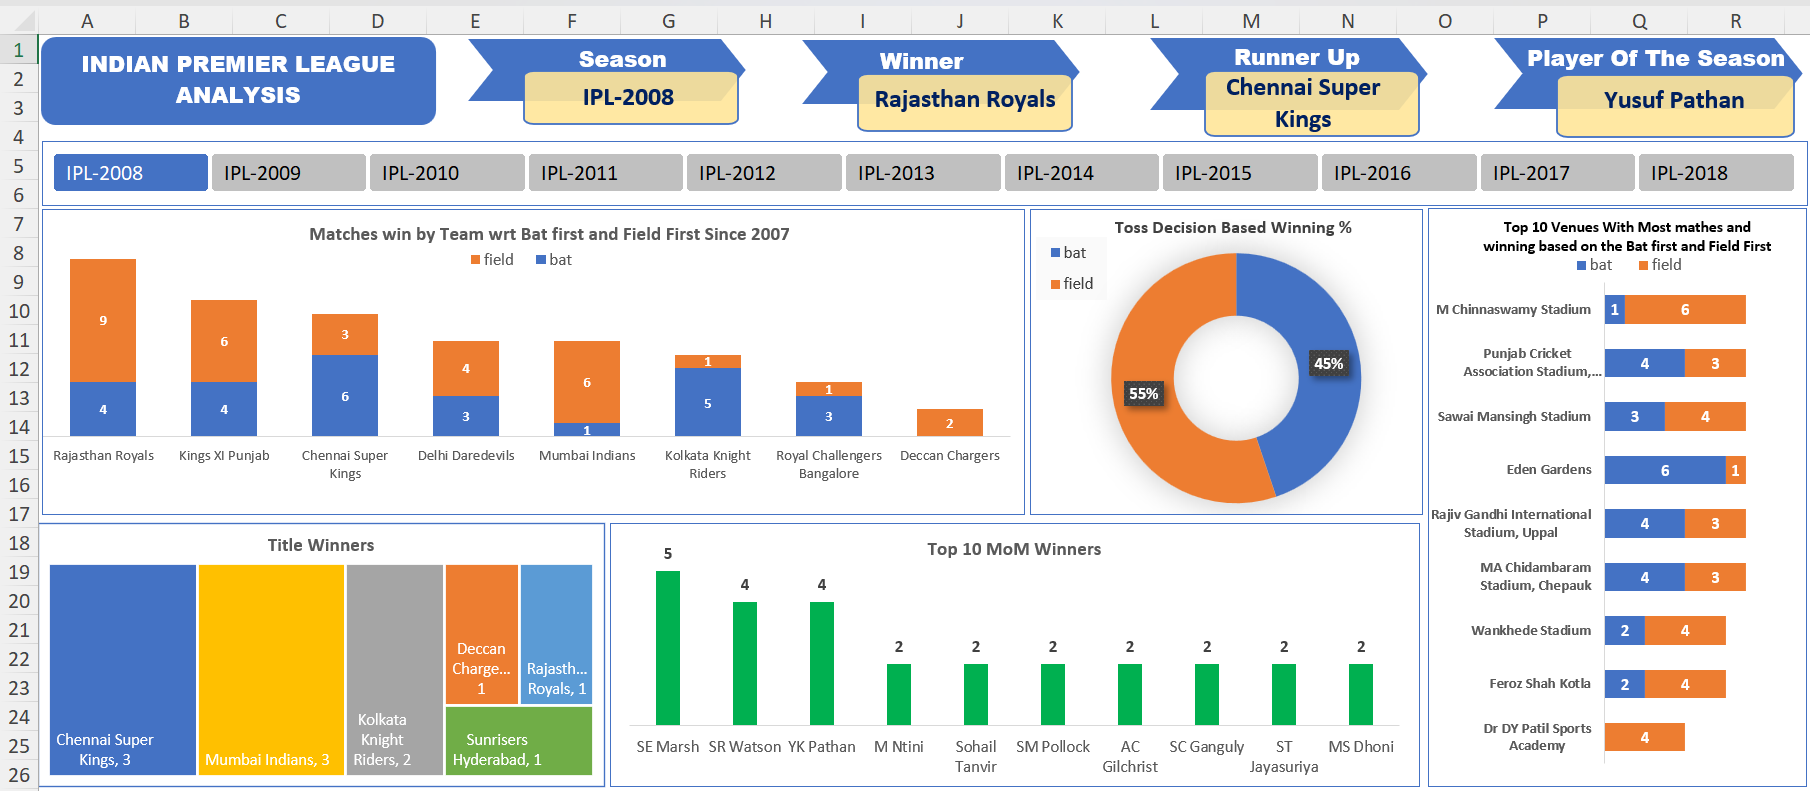 A B C D E F G H I J K L M N O P Q R
1
2
3
4
5
6
7
8
9
10
11
12
13
14
15
16
17
18
19
20
21
22
23
24
25
26
INDIAN PREMIER LEAGUE
ANALYSIS
Season
IPL-2008
Winner
Rajasthan Royals
Runner Up
Chennai Super
Kings
Player Of The Season
Yusuf Pathan
IPL-2008 IPL-2009 IPL-2010 IPL-2011 IPL-2012 IPL-2013 IPL-2014 IPL-2015 IPL-2016 IPL-2017 IPL-2018
Matches win by Team wrt Bat first and Field First Since 2007
field bat
9
4
Rajasthan Royals
6
4
Kings XI Punjab
3
6
Chennai Super
Kings
4
3
Delhi Daredevils
6
1
Mumbai Indians
1
5
Kolkata Knight
Riders
1
3
Royal Challengers
Bangalore
2
Deccan Chargers
Toss Decision Based Winning %
bat
field
45%
55%
Top 10 Venues With Most mathes and
winning based on the Bat first and Field First
bat field
M Chinnaswamy Stadium
1 6
Punjab Cricket
Association Stadium,...
4 3
Sawai Mansingh Stadium
3 4
Eden Gardens
6 1
Rajiv Gandhi International
Stadium, Uppal
4 3
MA Chidambaram
Stadium, Chepauk
4 3
Wankhede Stadium
2 4
Feroz Shah Kotla
2 4
Dr DY Patil Sports
Academy
4
Title Winners
Chennai Super
Kings, 3
Mumbai Indians, 3
Kolkata
Knight
Riders, 2
Deccan
Charge...
1
Rajasth...
Royals, 1
Sunrisers
Hyderabad, 1
Top 10 MoM Winners
5 4 4 2 2 2 2 2 2 2
SE Marsh
SR Watson
YK Pathan
M Ntini
Sohail
Tanvir
SM Pollock
AC
Gilchrist
SC Ganguly
ST
Jayasuriya
MS Dhoni